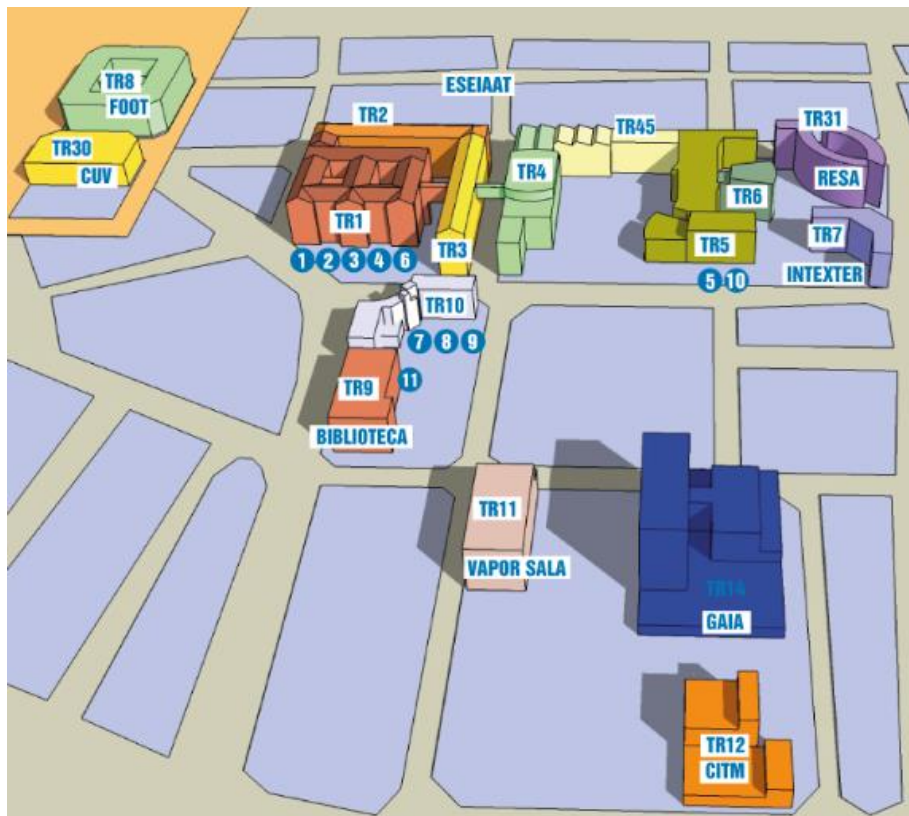 ESEIAAT
TR8
FOOT
TR30
CUV
TR2
TR1
1 2 3 4 6
TR3
TR4
TR45
TR31
RESA
TR6
TR5
5 10
TR7
INTEXTER
TR10
7 8 9
TR9
11
BIBLIOTECA
TR11
VAPOR SALA
TR14
GAIA
TR12
CITM